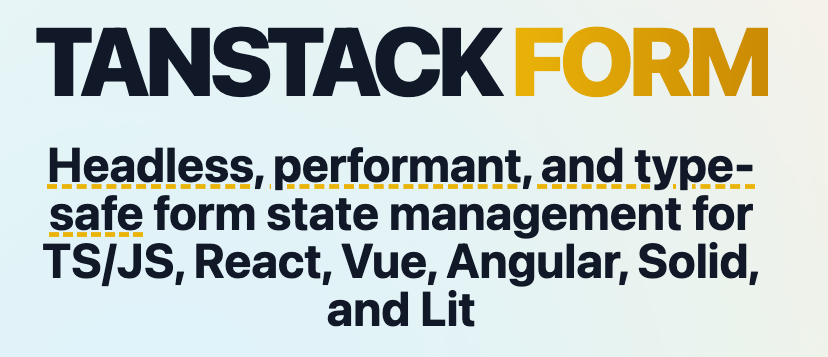 TANSTACK FORM
Headless, performant, and type-
safe form state management for
TS/JS, React, Vue, Angular, Solid,
and Lit